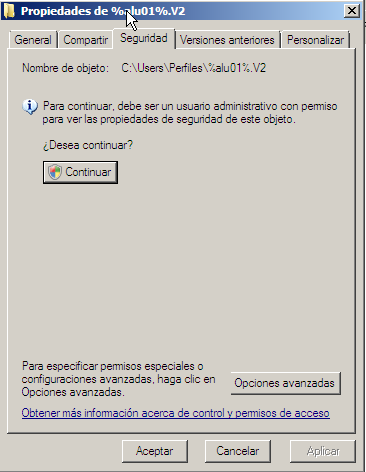 Propiedades de %alu01%.V2
General Compartir Seguridad Versiones anteriores Personalizar
Nombre de objeto: C:\Users\Perfiles\%alu01%.V2
Para continuar, debe ser un usuario administrativo con permiso
para ver las propiedades de seguridad de este objeto.
¿Desea continuar?
Continuar
Para especificar permisos especiales o
configuraciones avanzadas, haga clic en
Opciones avanzadas.
Opciones avanzadas
Obtener más información acerca de control y permisos de acceso
Aceptar Cancelar Aplicar